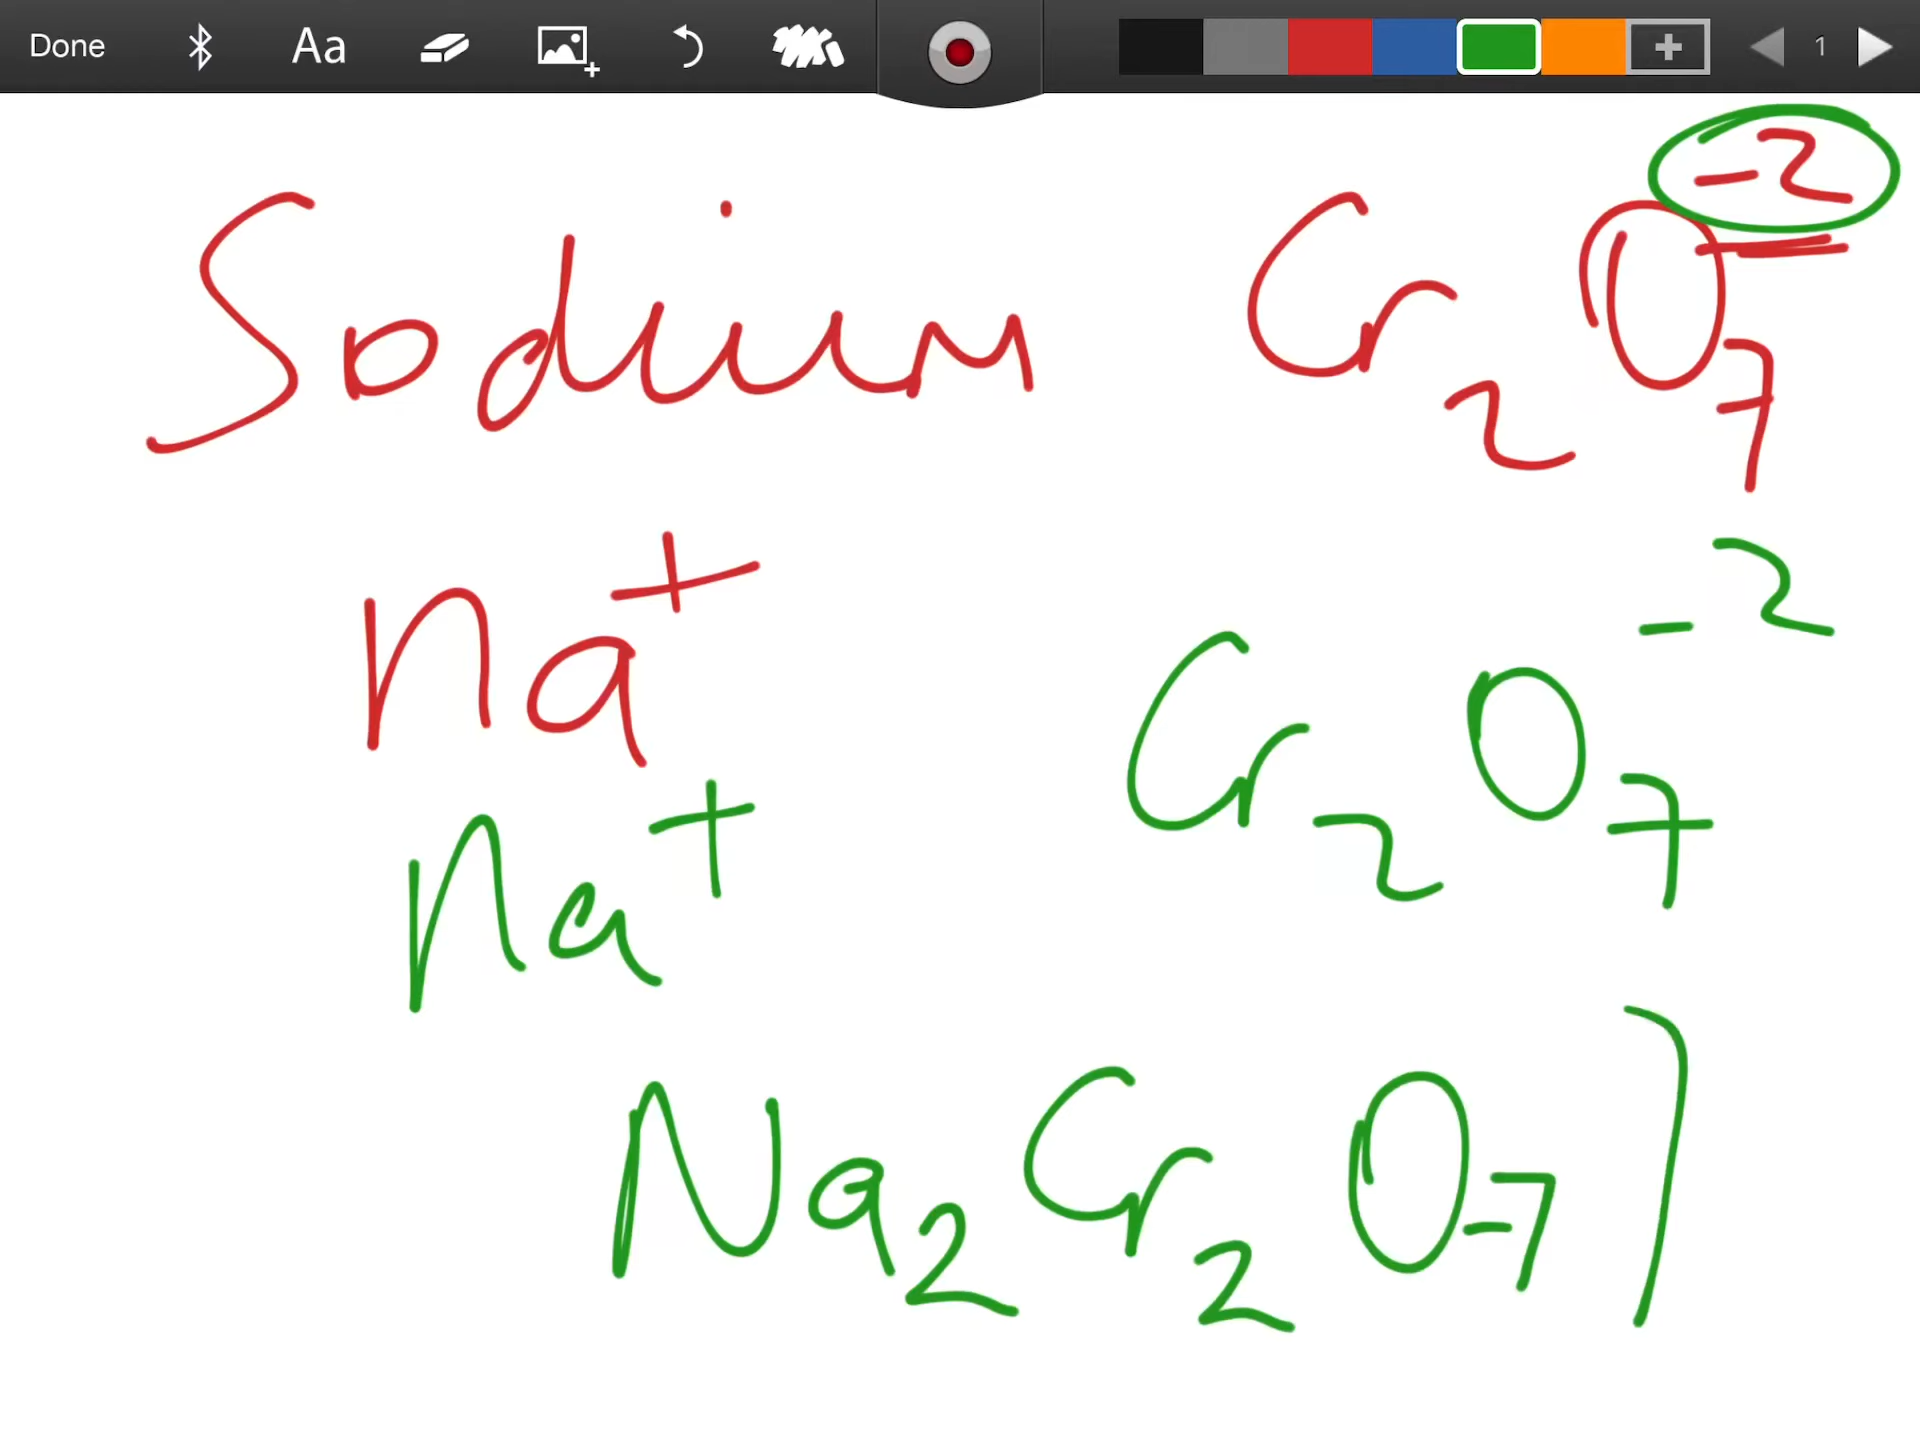 Done Aa 1
Sodium Cr₂O₇⁻²
Na⁺
Na⁺ Cr₂O₇⁻²
Na₂Cr₂O₇